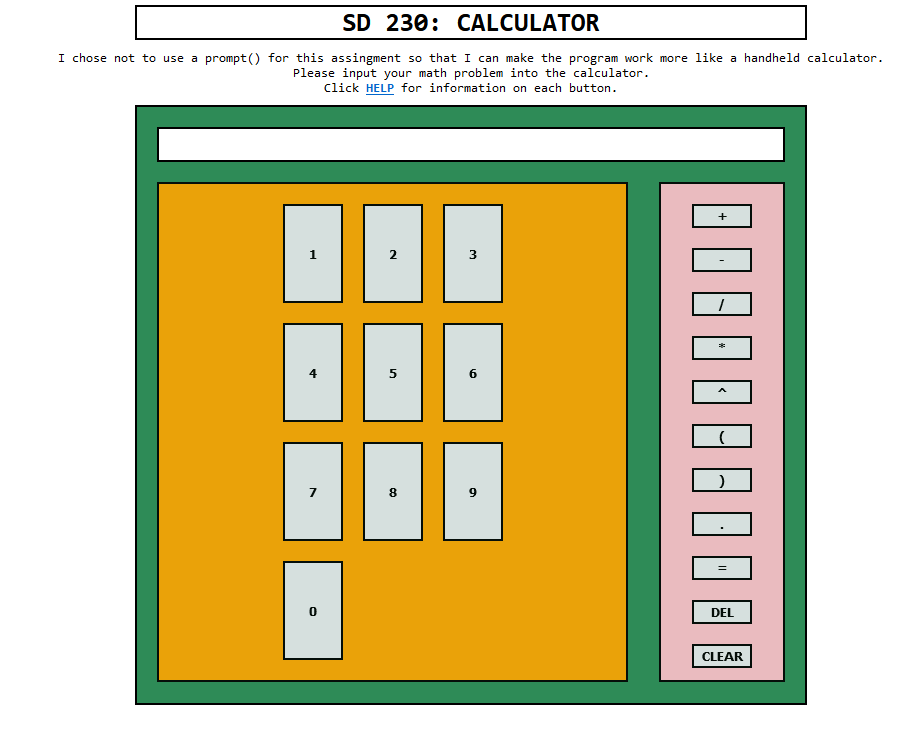 SD 230: CALCULATOR
I chose not to use a prompt() for this assingment so that I can make the program work more like a handheld calculator.
Please input your math problem into the calculator.
Click HELP for information on each button.
1 2 3
4 5 6
7 8 9
0
+
-
/
*
^
(
)
.
=
DEL
CLEAR